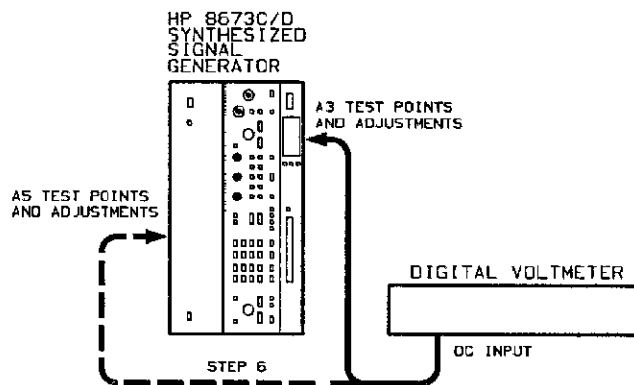 HP 8673C/D
SYNTHESIZED
SIGNAL
GENERATOR
A3 TEST POINTS
AND ADJUSTMENTS
A5 TEST POINTS
AND ADJUSTMENTS
DIGITAL VOLTMETER
DC INPUT
STEP 6